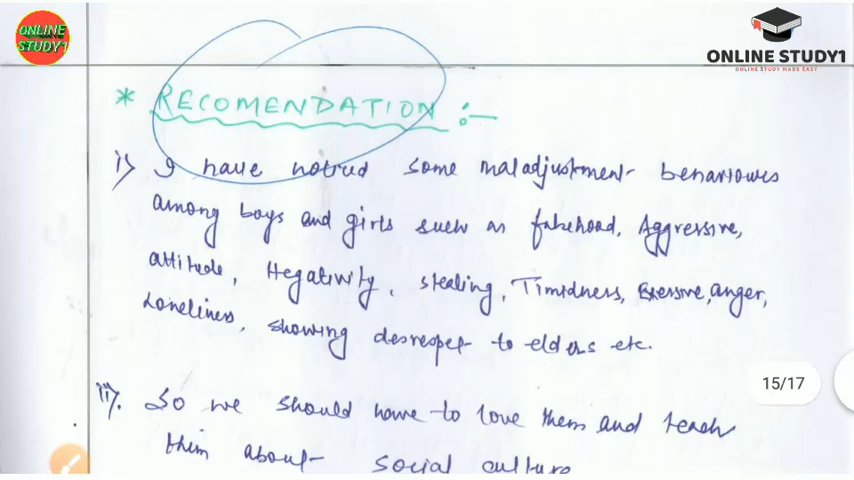 ONLINE
STUDY1
ONLINE STUDY1
ONLINE STUDY MADE EASY
* RECOMENDATION :-
i) I have noticed some maladjustment behaviours
among boys and girls such as falsehood, Aggressive,
attitude, Negativity, stealing, Timidness, Exessive, anger,
Loneliness, showing desrespet to elders etc.
15/17
ii). So we should have to love them and teach
them about social culture